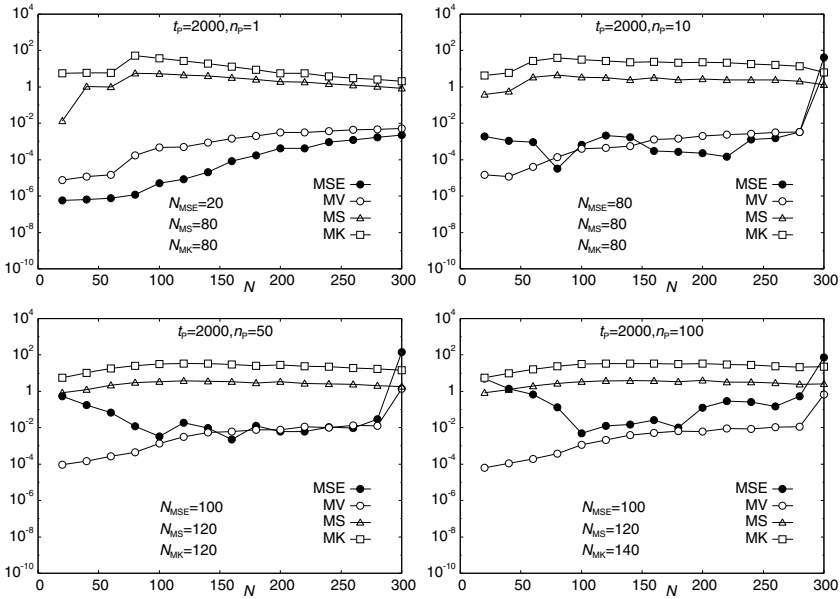 t_P=2000,n_P=1
10^4
10^2
1
10^-2
10^-4
10^-6
10^-8
10^-10
MSE
MV
MS
MK
N_MSE=20
N_MS=80
N_MK=80
0 50 100 150 200 250 300
N
t_P=2000,n_P=10
10^4
10^2
1
10^-2
10^-4
10^-6
10^-8
10^-10
MSE
MV
MS
MK
N_MSE=80
N_MS=80
N_MK=80
0 50 100 150 200 250 300
N
t_P=2000,n_P=50
10^4
10^2
1
10^-2
10^-4
10^-6
10^-8
10^-10
MSE
MV
MS
MK
N_MSE=100
N_MS=120
N_MK=120
0 50 100 150 200 250 300
N
t_P=2000,n_P=100
10^4
10^2
1
10^-2
10^-4
10^-6
10^-8
10^-10
MSE
MV
MS
MK
N_MSE=100
N_MS=120
N_MK=140
0 50 100 150 200 250 300
N